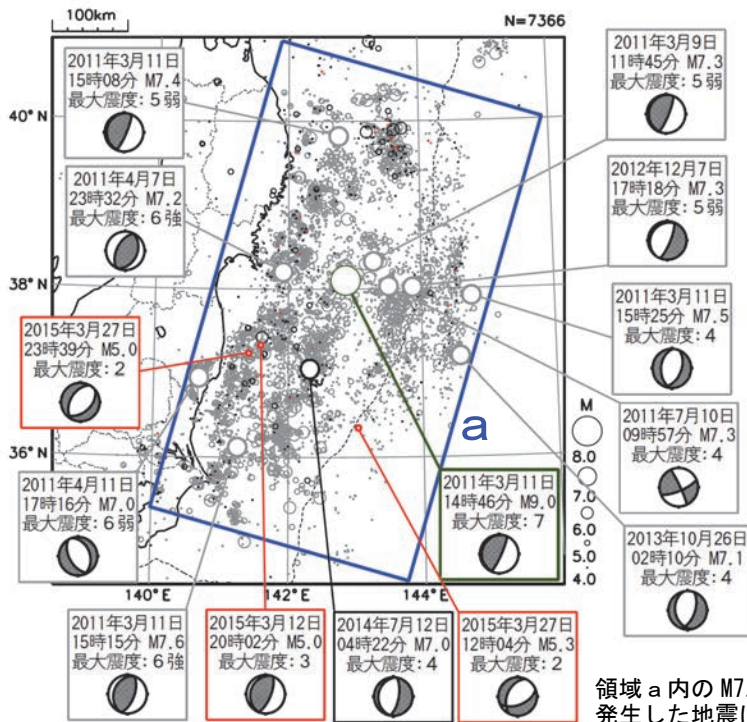 100km
N=7366
2011年3月11日
15時08分 M7.4
最大震度:5弱
2011年3月9日
11時45分 M7.3
最大震度:5弱
40°N
2011年4月7日
23時32分 M7.2
最大震度:6強
2012年12月7日
17時18分 M7.3
最大震度:5弱
38°N
2011年3月11日
15時25分 M7.5
最大震度:4
2015年3月27日
23時39分 M5.0
最大震度:2
2011年7月10日
09時57分 M7.3
最大震度:4
a
M
8.0
7.0
6.0
5.0
4.0
36°N
2011年4月11日
17時16分 M7.0
最大震度:6弱
2011年3月11日
14時46分 M9.0
最大震度:7
2013年10月26日
02時10分 M7.1
最大震度:4
140°E
142°E
144°E
2011年3月11日
15時15分 M7.6
最大震度:6強
2015年3月12日
20時02分 M5.0
最大震度:3
2014年7月12日
04時22分 M7.0
最大震度:4
2015年3月27日
12時04分 M5.3
最大震度:2
領域a内のM7.
発生した地震に